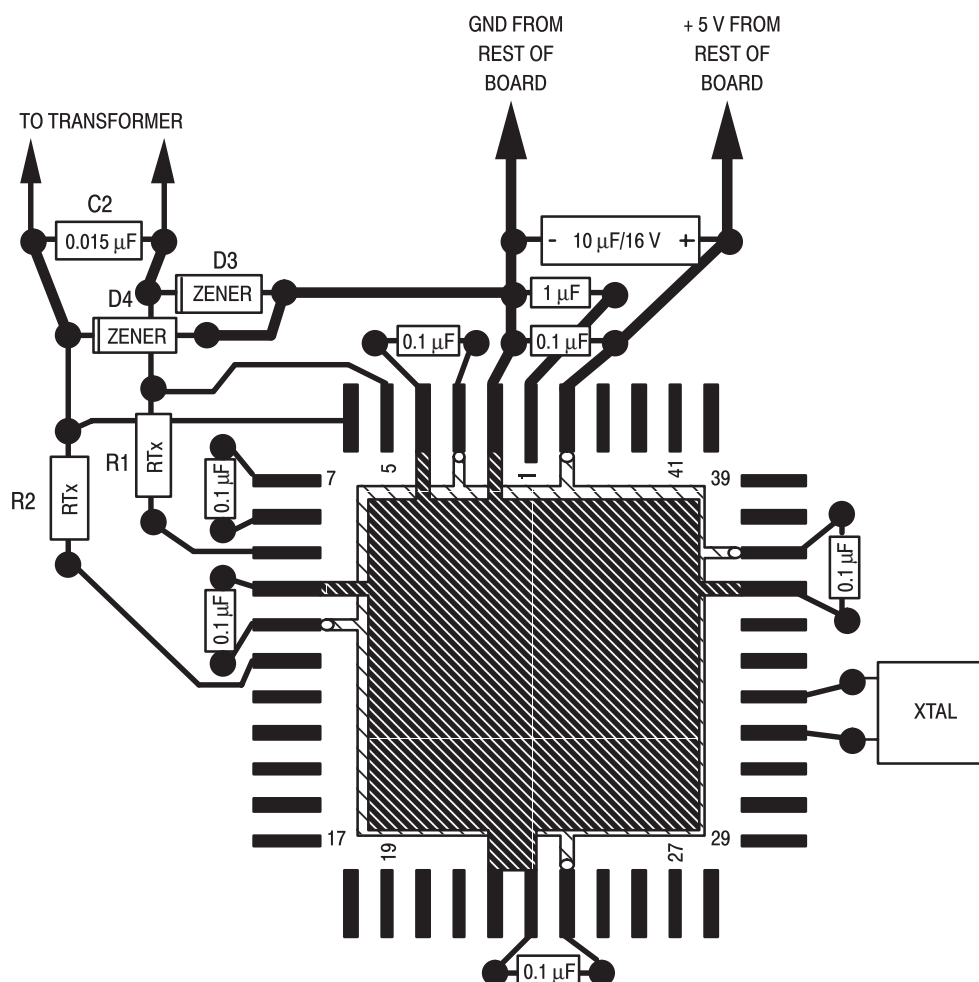 GND FROM
REST OF
BOARD
+ 5 V FROM
REST OF
BOARD
TO TRANSFORMER
C2
0.015 µF
- 10 µF/16 V +
D3
ZENER
1 µF
D4
ZENER
0.1 µF
0.1 µF
R1
RTx
R2
RTx
0.1 µF
7
5
1
41
39
0.1 µF
0.1 µF
XTAL
17
19
27
29
0.1 µF